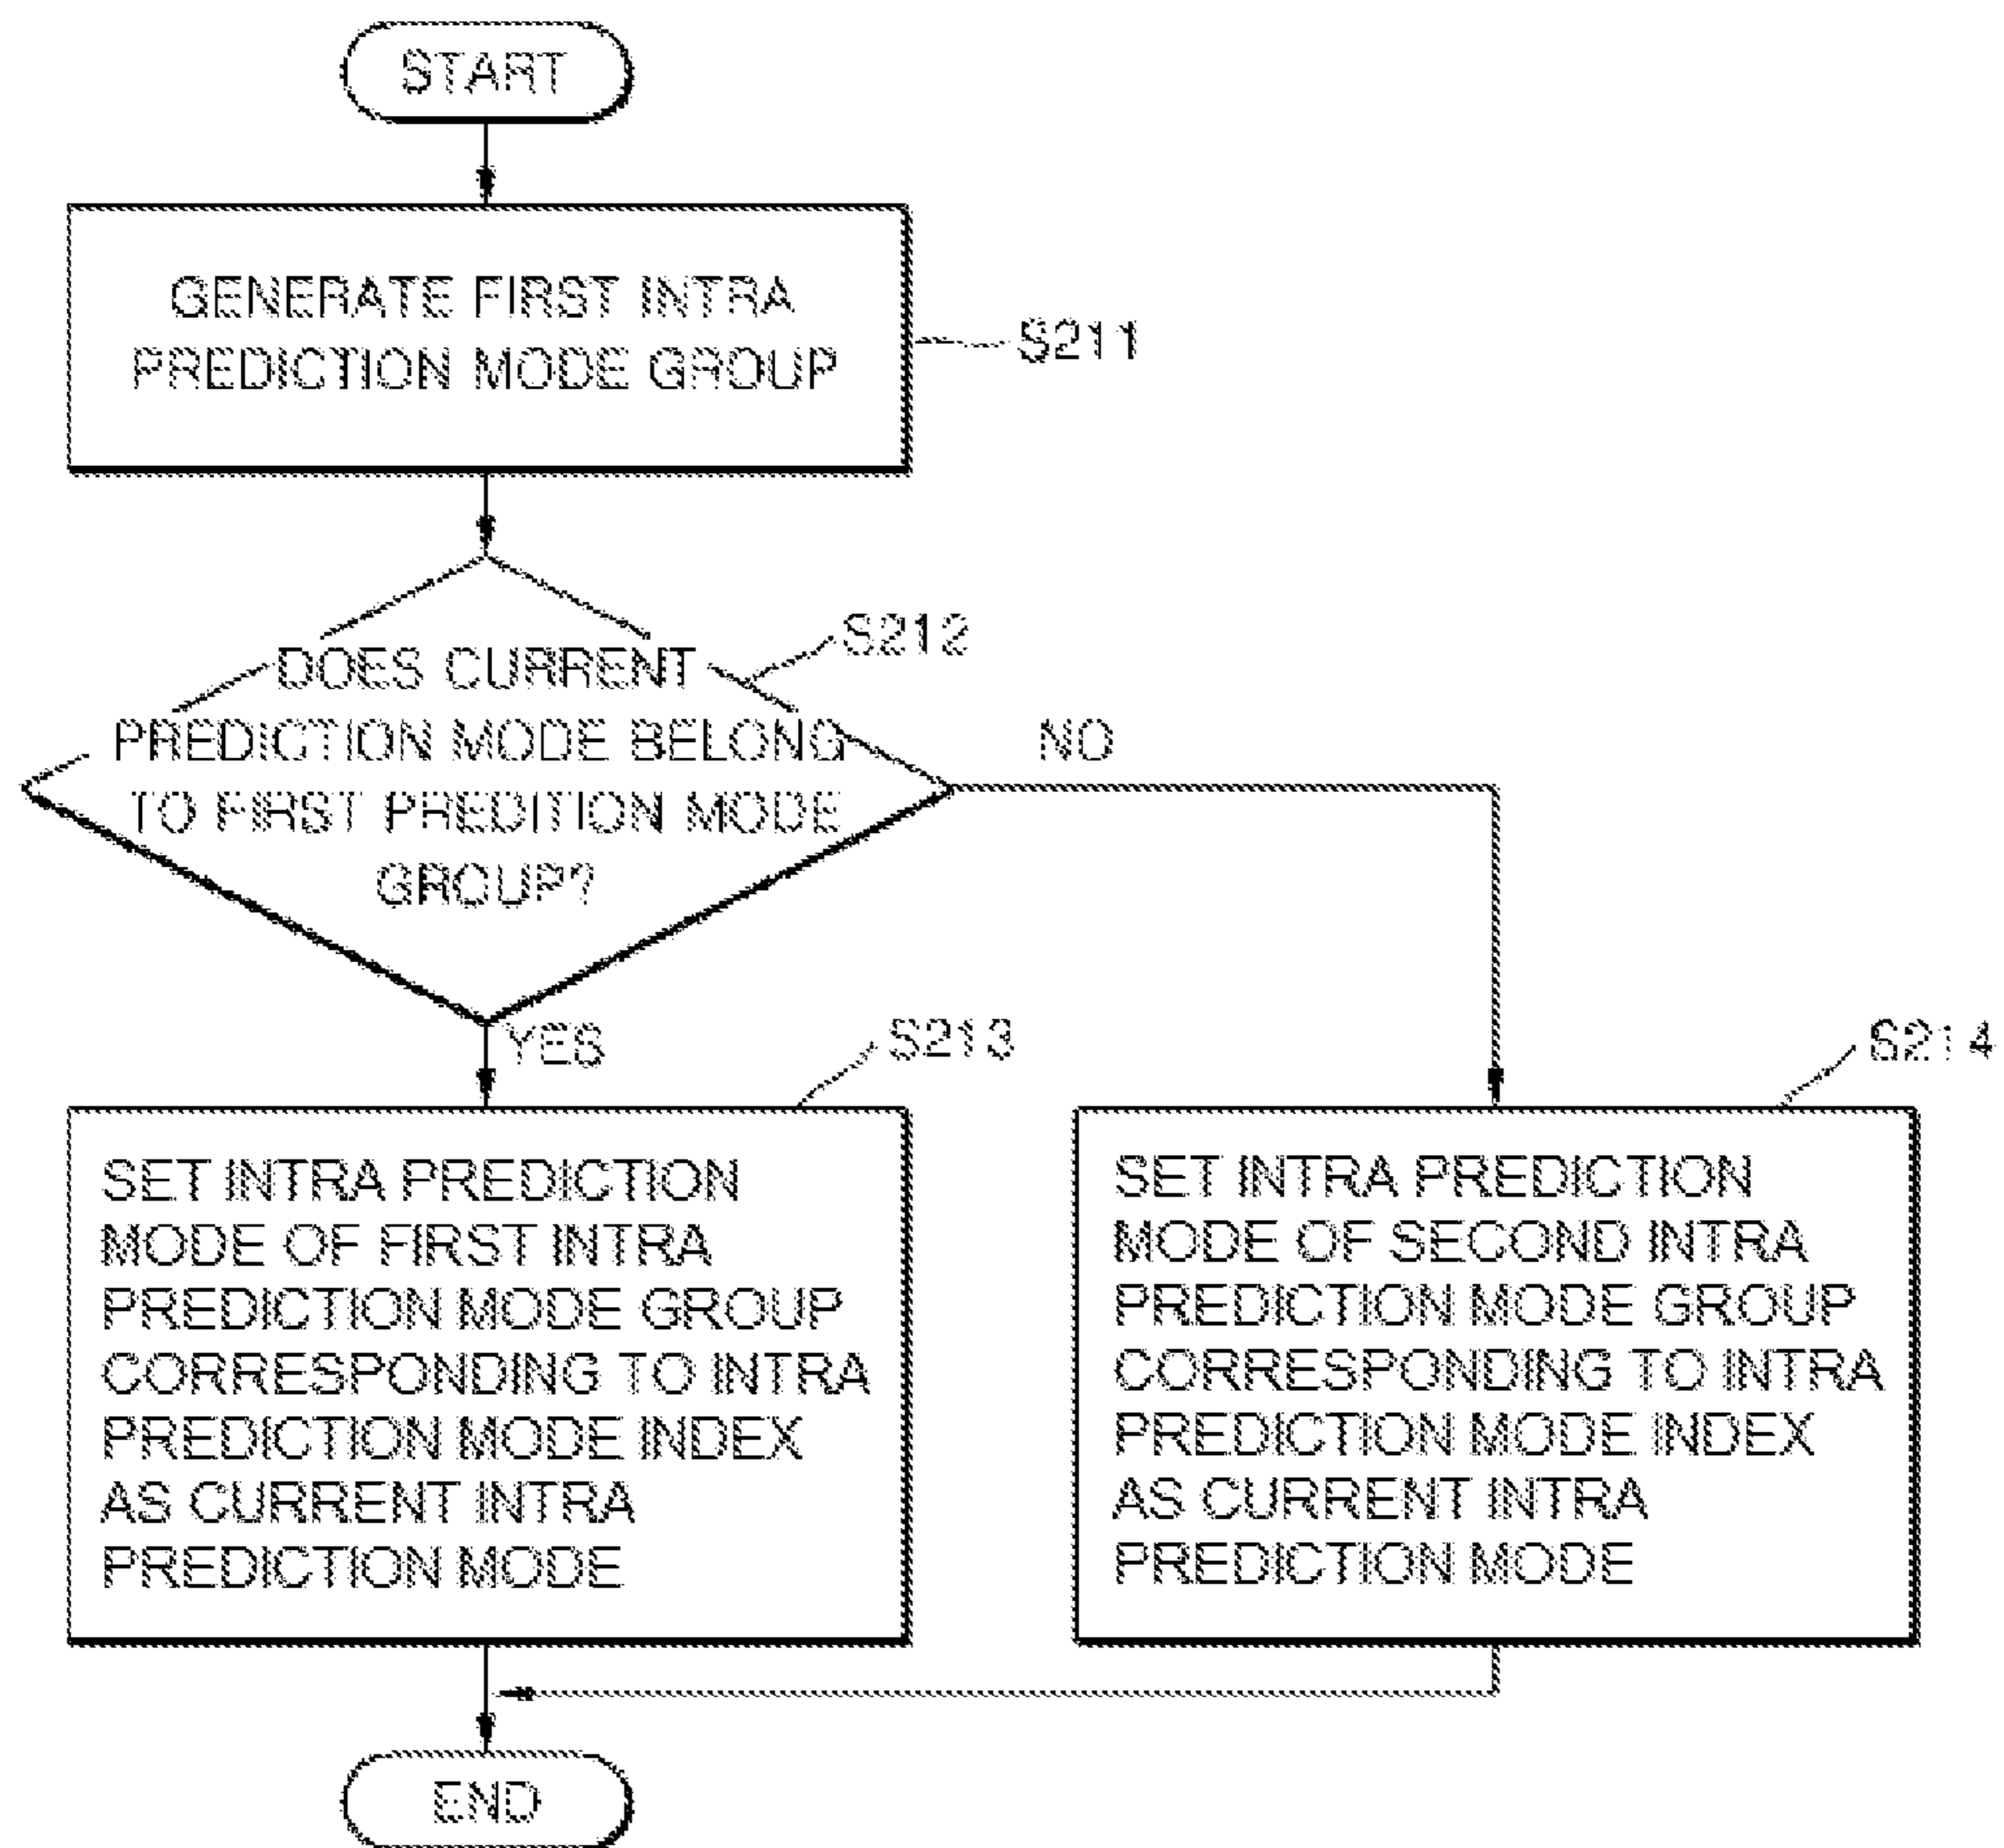 START
GENERATE FIRST INTRA
PREDICTION MODE GROUP
S211
DOES CURRENT
PREDICTION MODE BELONG
TO FIRST PREDITION MODE
GROUP?
S212
NO
YES
S213
SET INTRA PREDICTION
MODE OF FIRST INTRA
PREDICTION MODE GROUP
CORRESPONDING TO INTRA
PREDICTION MODE INDEX
AS CURRENT INTRA
PREDICTION MODE
S214
SET INTRA PREDICTION
MODE OF SECOND INTRA
PREDICTION MODE GROUP
CORRESPONDING TO INTRA
PREDICTION MODE INDEX
AS CURRENT INTRA
PREDICTION MODE
END